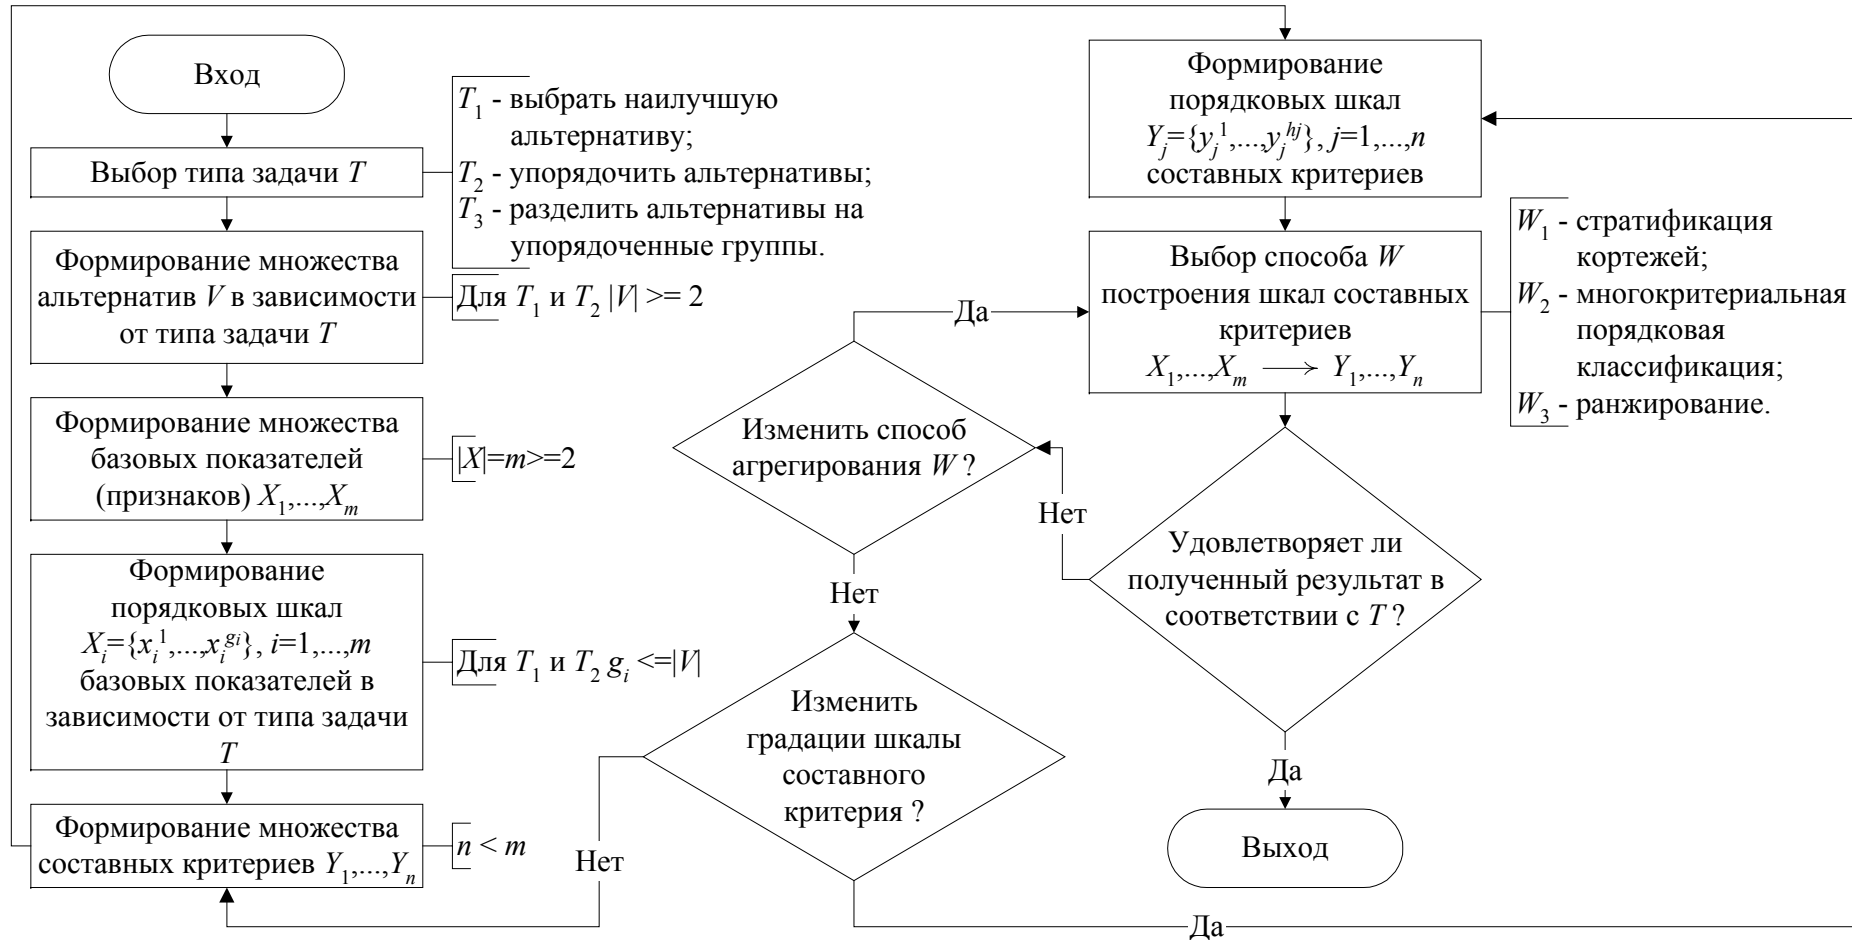 Вход
Выбор типа задачи T
T₁ - выбрать наилучшую
альтернативу;
T₂ - упорядочить альтернативы;
T₃ - разделить альтернативы на
упорядоченные группы.
Формирование множества
альтернатив V в зависимости
от типа задачи T
Для T₁ и T₂ |V| >= 2
Формирование множества
базовых показателей
(признаков) X₁,...,Xₘ
|X|=m>=2
Формирование
порядковых шкал
Xᵢ={xᵢ¹,...,xᵢ^gᵢ}, i=1,...,m
базовых показателей в
зависимости от типа задачи
T
Для T₁ и T₂ gᵢ <=|V|
Формирование множества
составных критериев Y₁,...,Yₙ
n < m
Формирование
порядковых шкал
Yⱼ={yⱼ¹,...,yⱼ^hj}, j=1,...,n
составных критериев
Выбор способа W
построения шкал составных
критериев
X₁,...,Xₘ → Y₁,...,Yₙ
W₁ - стратификация
кортежей;
W₂ - многокритериальная
порядковая
классификация;
W₃ - ранжирование.
Удовлетворяет ли
полученный результат в
соответствии с T ?
Нет
Да
Выход
Изменить способ
агрегирования W ?
Да
Нет
Изменить
градации шкалы
составного
критерия ?
Нет
Да